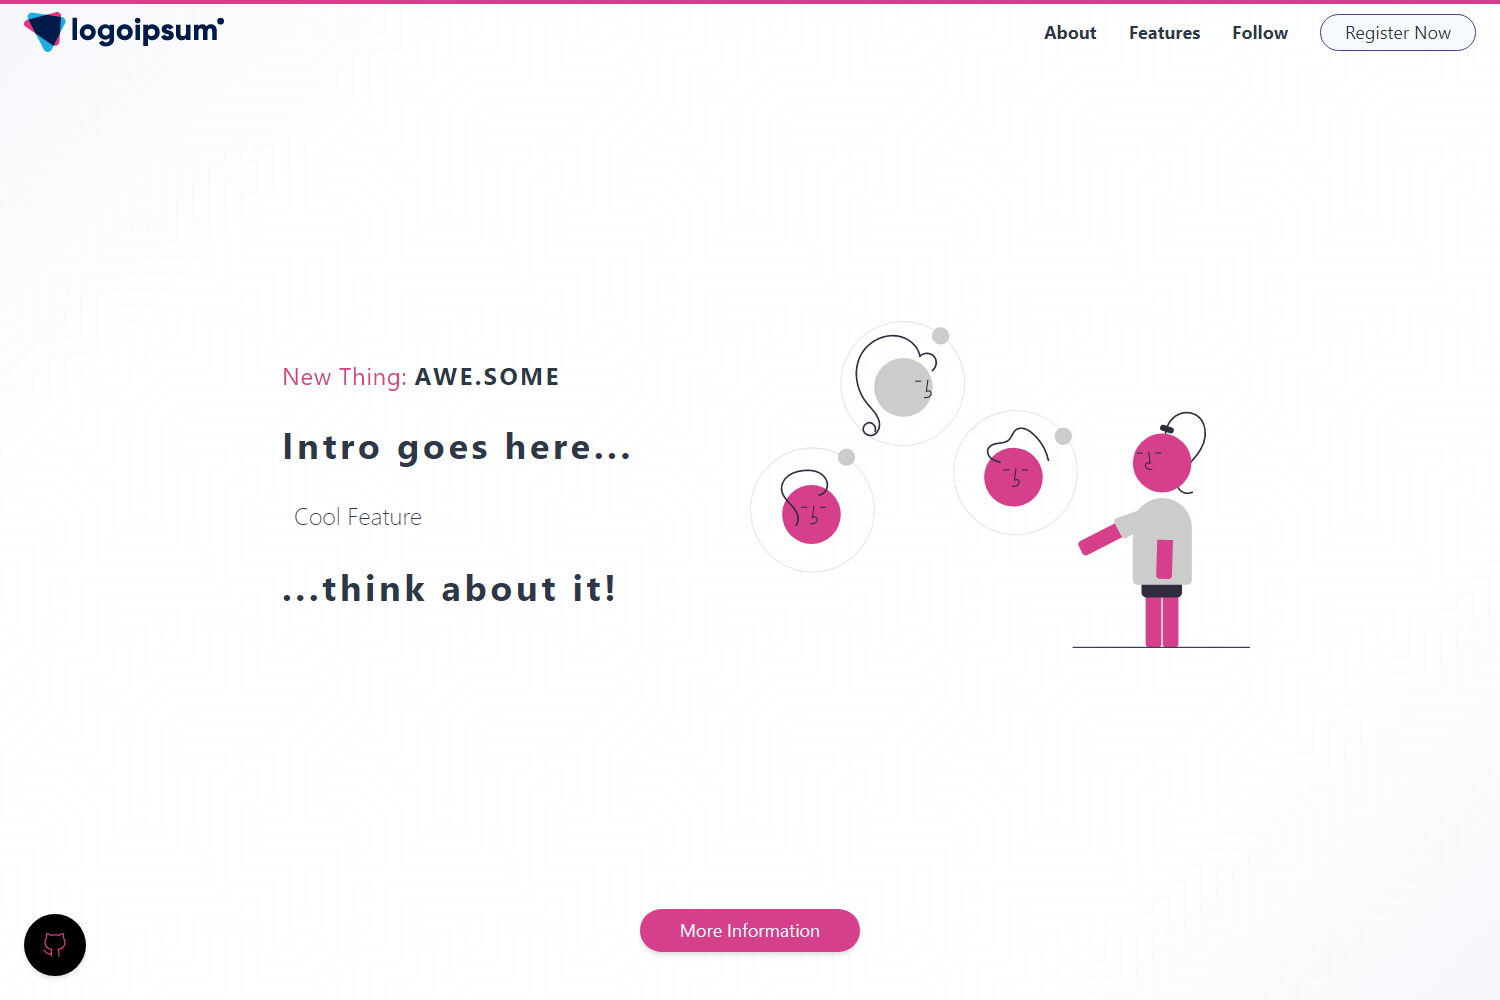 logoipsum
About Features Follow Register Now
New Thing: AWE.SOME
Intro goes here...
Cool Feature
...think about it!
More Information